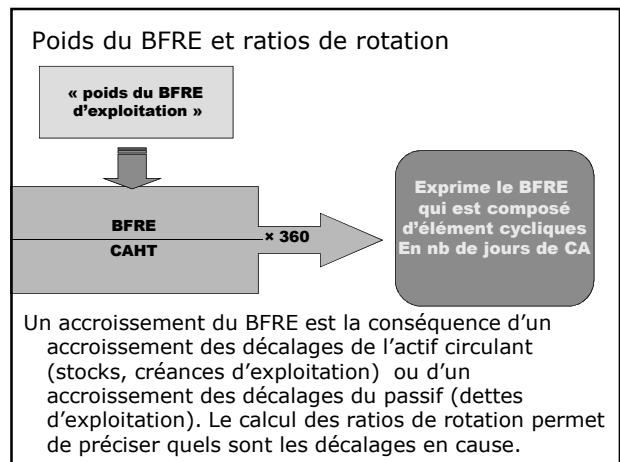 Poids du BFRE et ratios de rotation
« poids du BFRE
d’exploitation »
BFRE
CAHT
× 360
Exprime le BFRE
qui est composé
d’élément cycliques
En nb de jours de CA
Un accroissement du BFRE est la conséquence d’un
accroissement des décalages de l’actif circulant
(stocks, créances d’exploitation) ou d’un
accroissement des décalages du passif (dettes
d’exploitation). Le calcul des ratios de rotation permet
de préciser quels sont les décalages en cause.